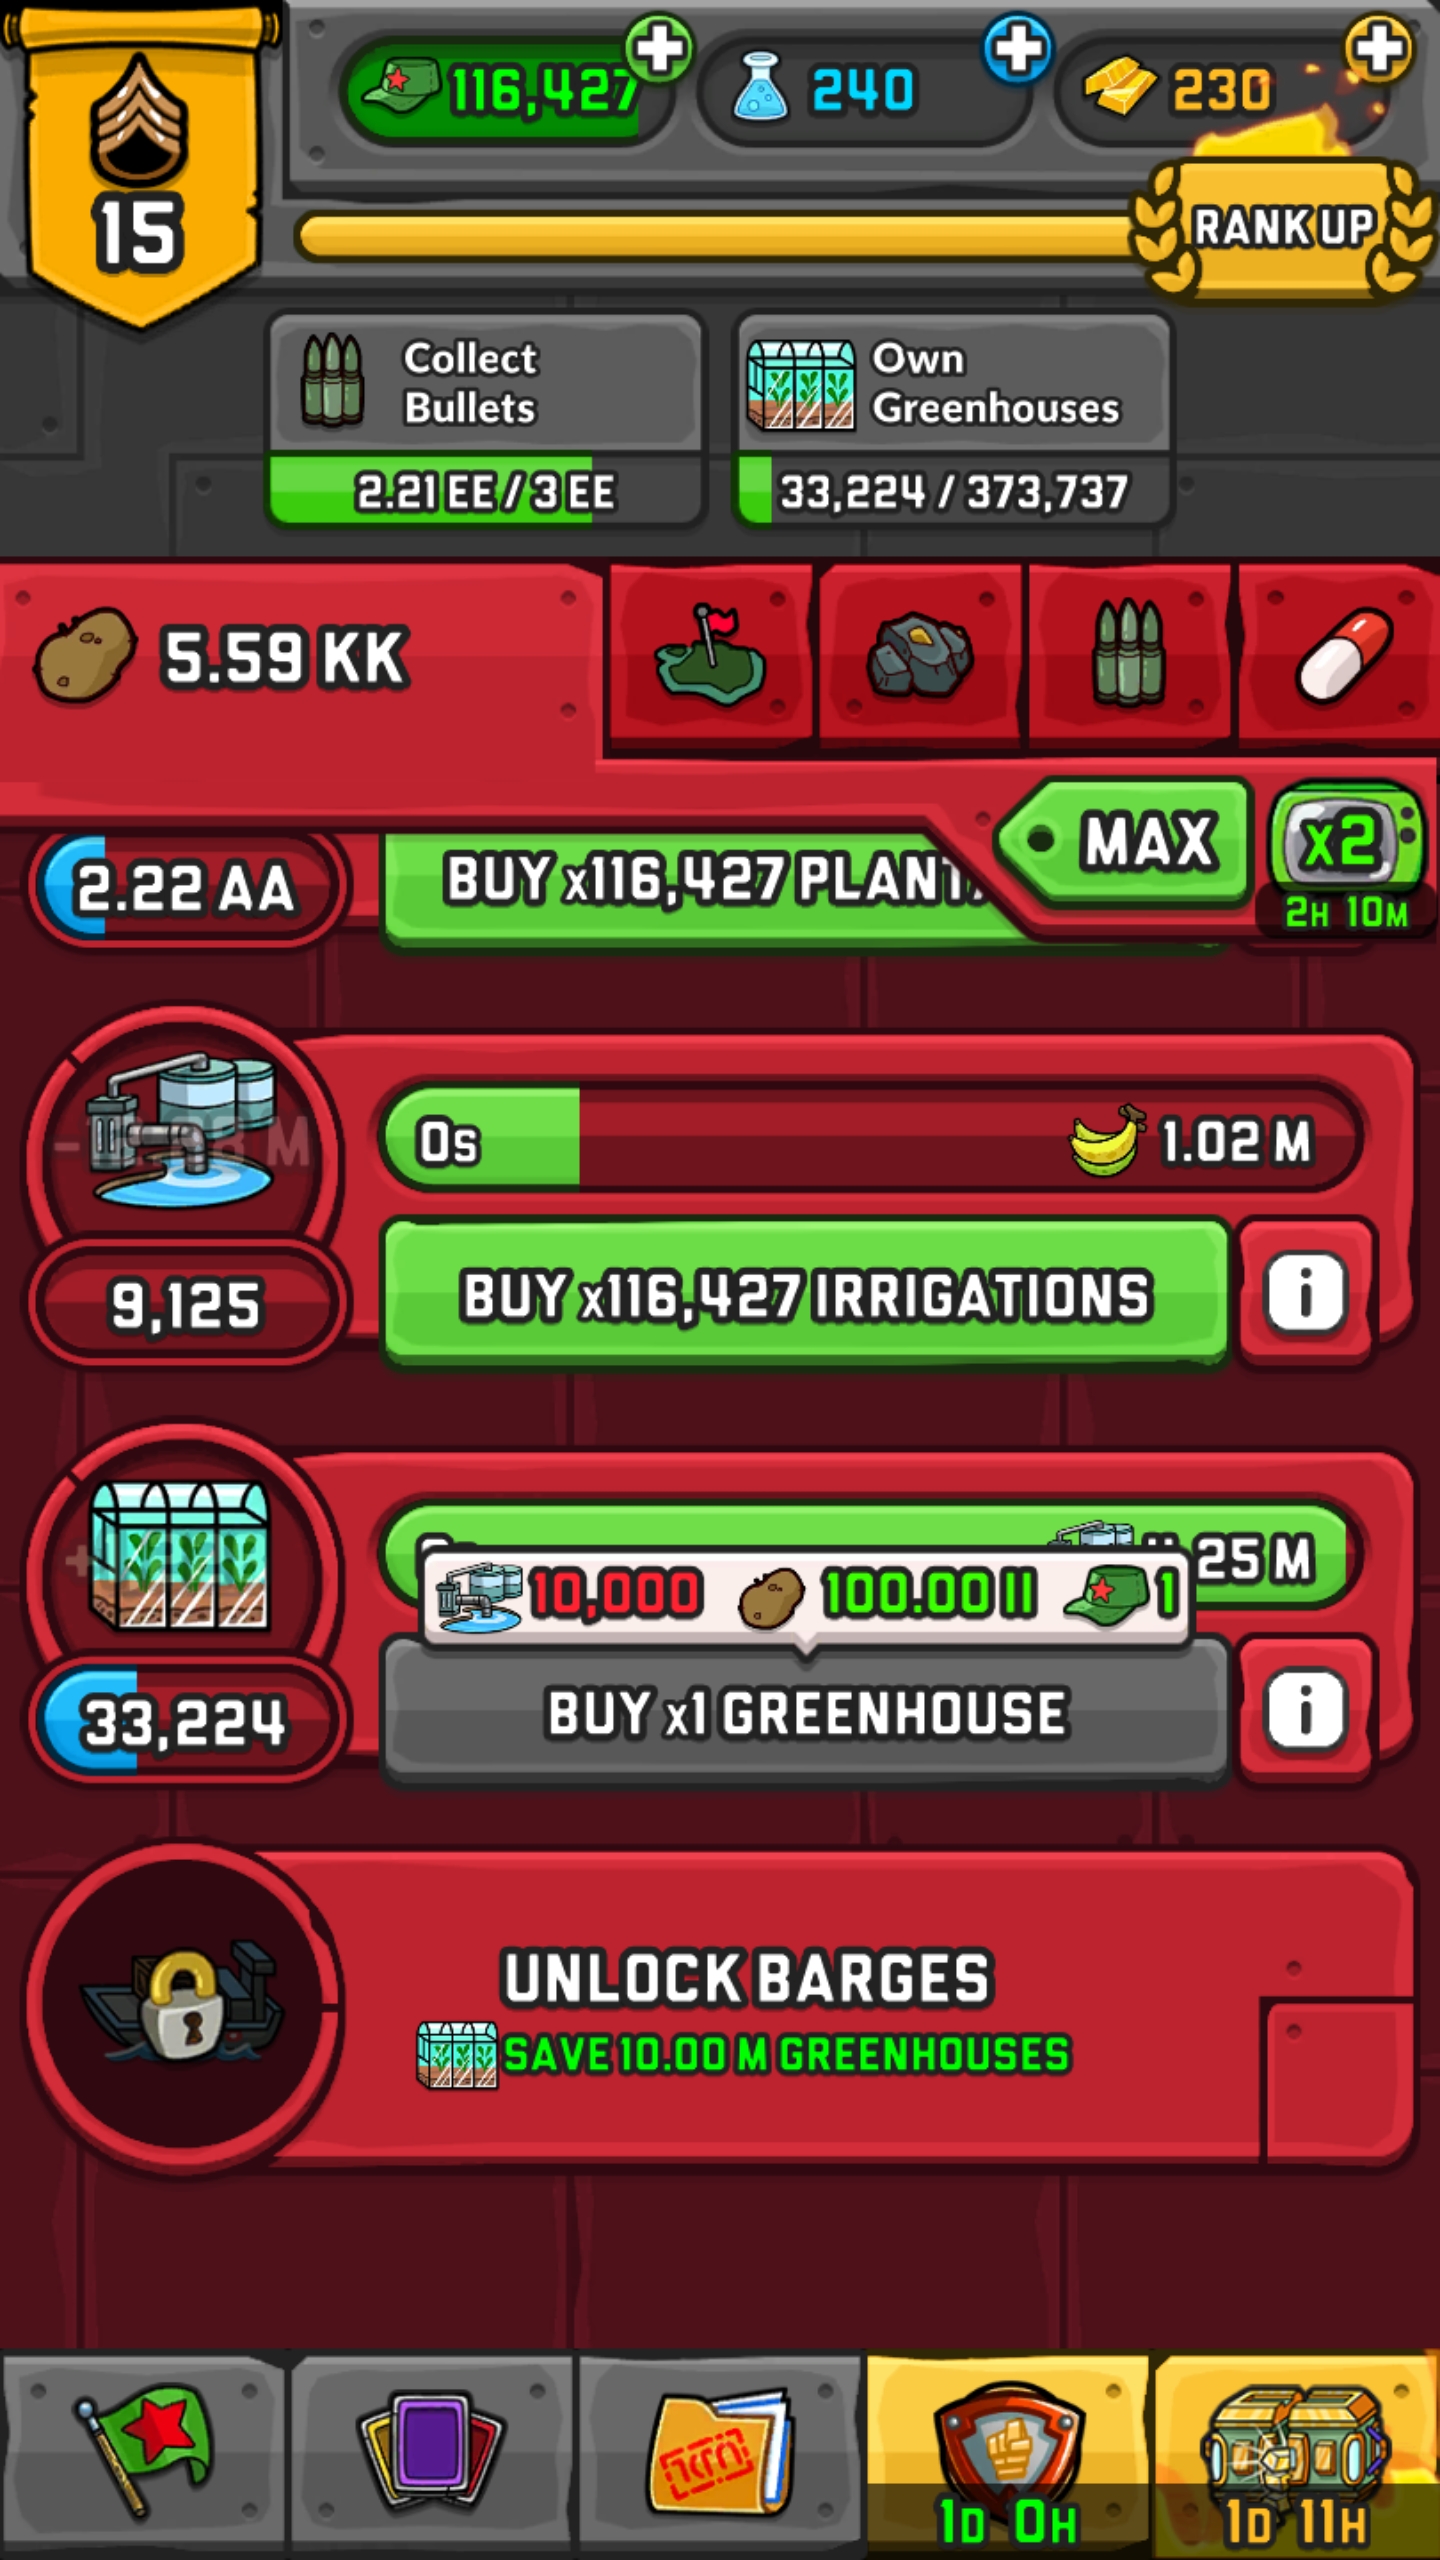 116,427
240
230
15
RANK UP
Collect
Bullets
Own
Greenhouses
2.21 EE / 3 EE
33,224 / 373,737
5.59 KK
MAX
x2
2H 10M
2.22 AA
BUY x116,427
0s
1.02 M
9,125
BUY x116,427 IRRIGATIONS
25 M
10,000
100.00 II
1
33,224
BUY x1 GREENHOUSE
UNLOCK BARGES
SAVE 10.00 M GREENHOUSES
1D 0H
1D 11H